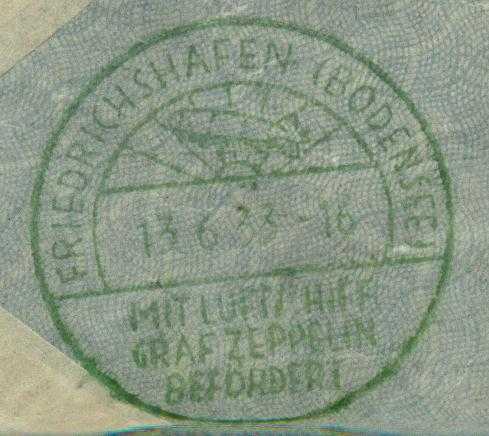 FRIEDRICHSHAFEN (BODENSEE)
13.6.33-16
MIT LUFTSCHIFF
GRAF ZEPPELIN
BEFÖRDERT